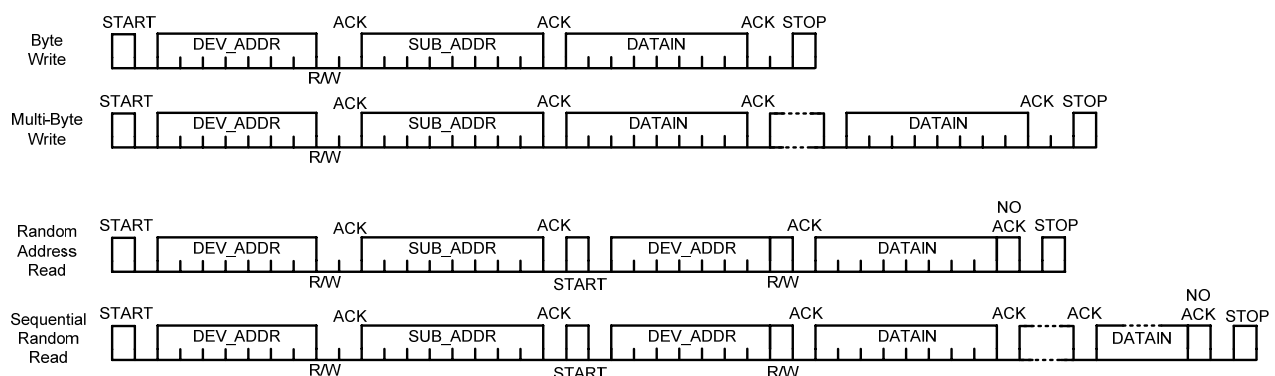 START ACK ACK ACK STOP
Byte
Write
DEV_ADDR SUB_ADDR DATAIN
R/W
START ACK ACK ACK ACK STOP
Multi-Byte
Write
DEV_ADDR SUB_ADDR DATAIN DATAIN
R/W
NO
START ACK ACK ACK ACK STOP
Random
Address
Read
DEV_ADDR SUB_ADDR DEV_ADDR DATAIN
R/W START R/W
NO
START ACK ACK ACK ACK ACK ACK STOP
Sequential
Random
Read
DEV_ADDR SUB_ADDR DEV_ADDR DATAIN DATAIN
R/W START R/W